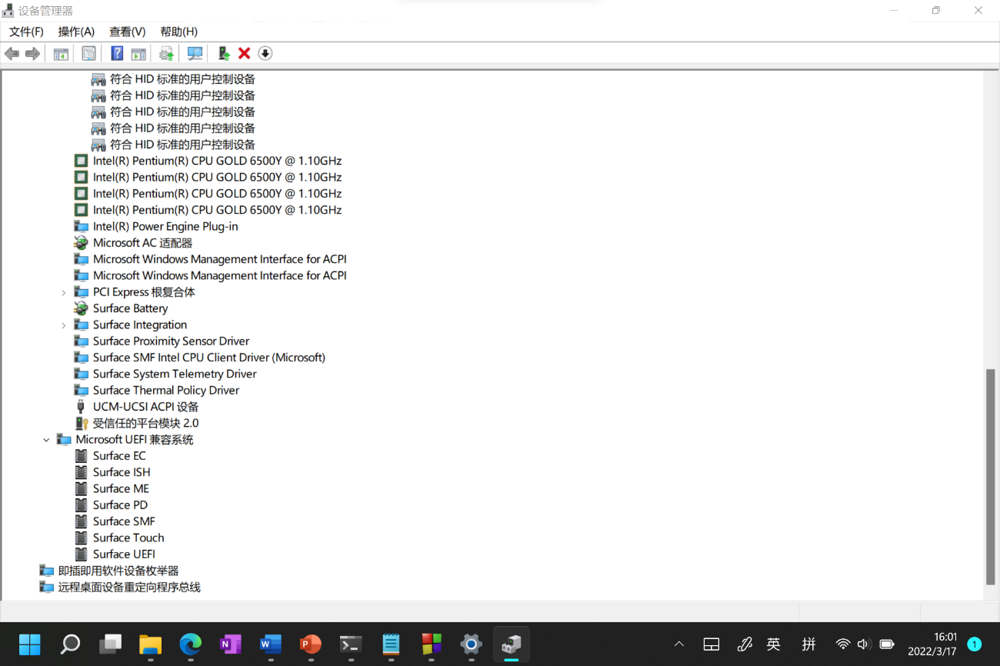 设备管理器
文件(F) 操作(A) 查看(V) 帮助(H)
符合 HID 标准的用户控制设备
符合 HID 标准的用户控制设备
符合 HID 标准的用户控制设备
符合 HID 标准的用户控制设备
符合 HID 标准的用户控制设备
Intel(R) Pentium(R) CPU GOLD 6500Y @ 1.10GHz
Intel(R) Pentium(R) CPU GOLD 6500Y @ 1.10GHz
Intel(R) Pentium(R) CPU GOLD 6500Y @ 1.10GHz
Intel(R) Pentium(R) CPU GOLD 6500Y @ 1.10GHz
Intel(R) Power Engine Plug-in
Microsoft AC 适配器
Microsoft Windows Management Interface for ACPI
Microsoft Windows Management Interface for ACPI
PCI Express 根复合体
Surface Battery
Surface Integration
Surface Proximity Sensor Driver
Surface SMF Intel CPU Client Driver (Microsoft)
Surface System Telemetry Driver
Surface Thermal Policy Driver
UCM-UCSI ACPI 设备
受信任的平台模块 2.0
Microsoft UEFI 兼容系统
Surface EC
Surface ISH
Surface ME
Surface PD
Surface SMF
Surface Touch
Surface UEFI
即插即用软件设备枚举器
远程桌面设备重定向程序总线
英 拼 16:01 1
2022/3/17